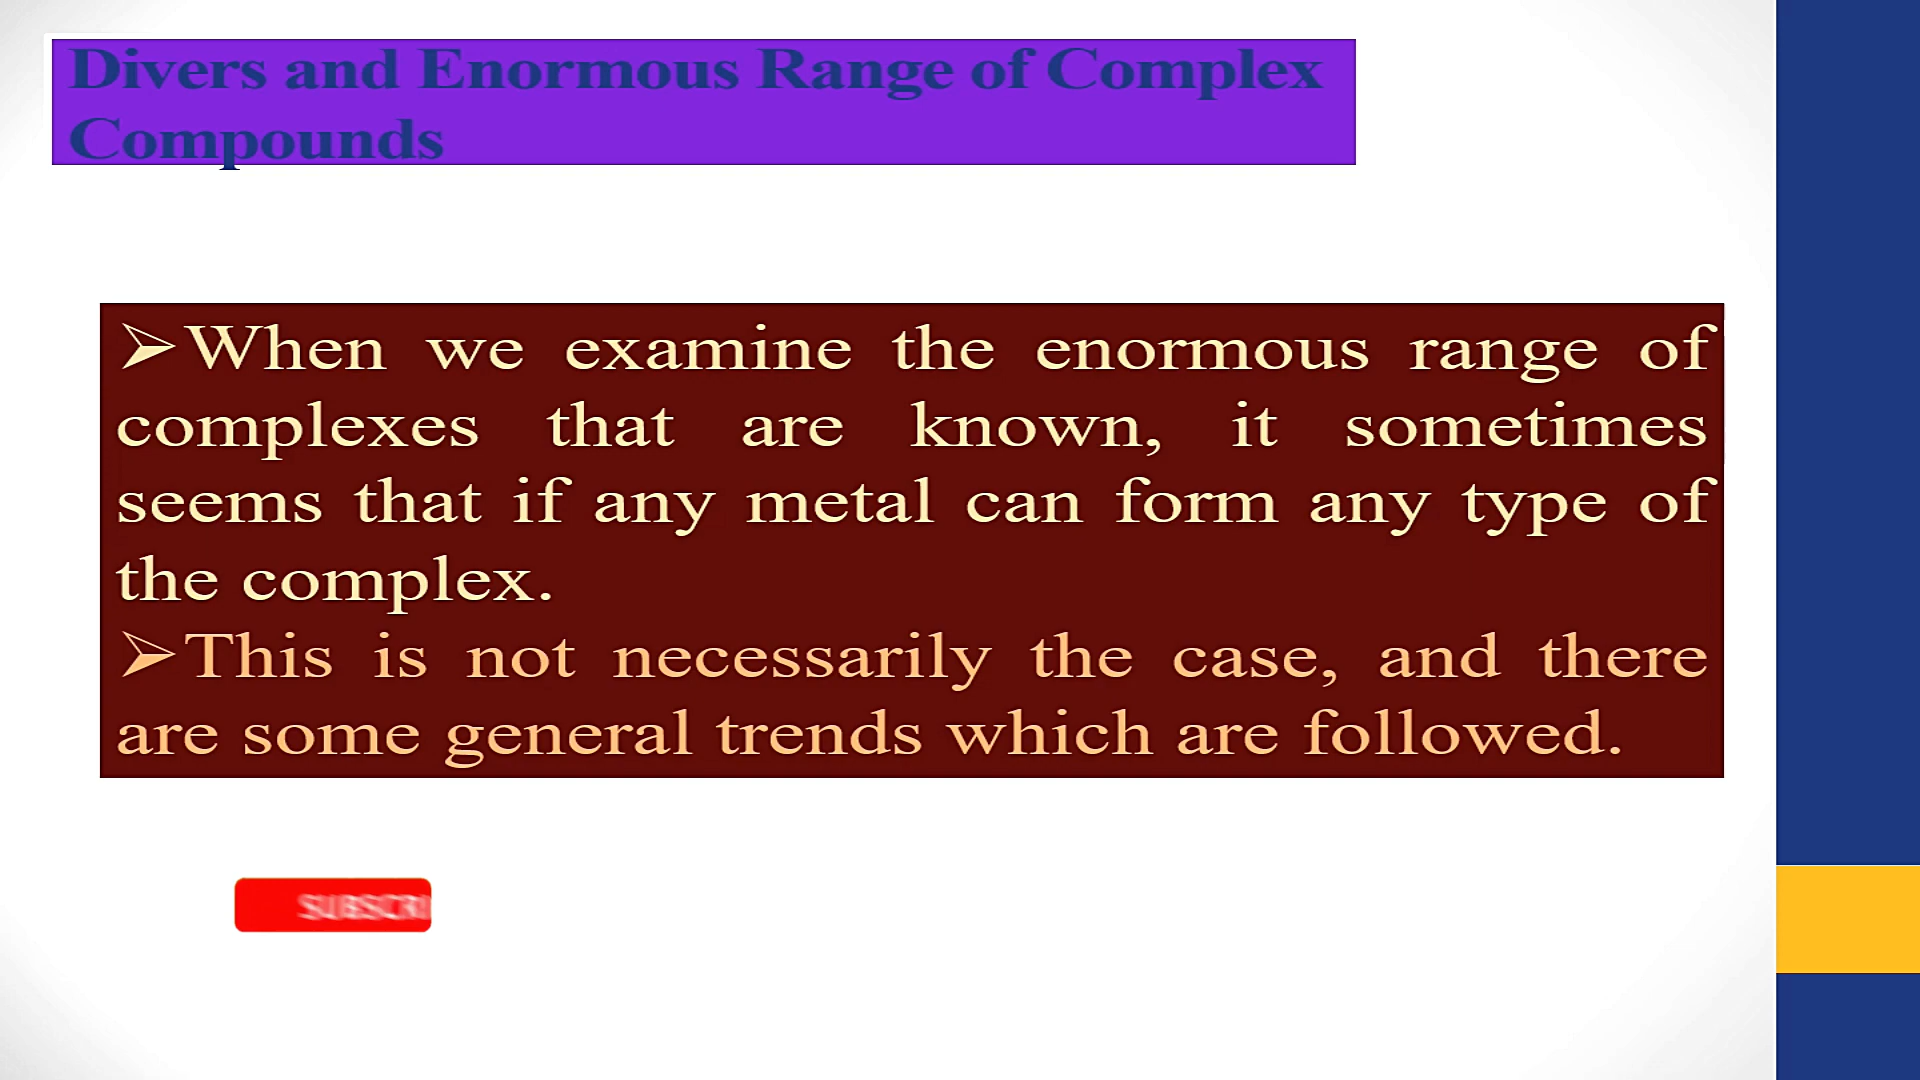 Divers and Enormous Range of Complex
Compounds
➢When we examine the enormous range of
complexes that are known, it sometimes
seems that if any metal can form any type of
the complex.
➢This is not necessarily the case, and there
are some general trends which are followed.
SUBSCRI